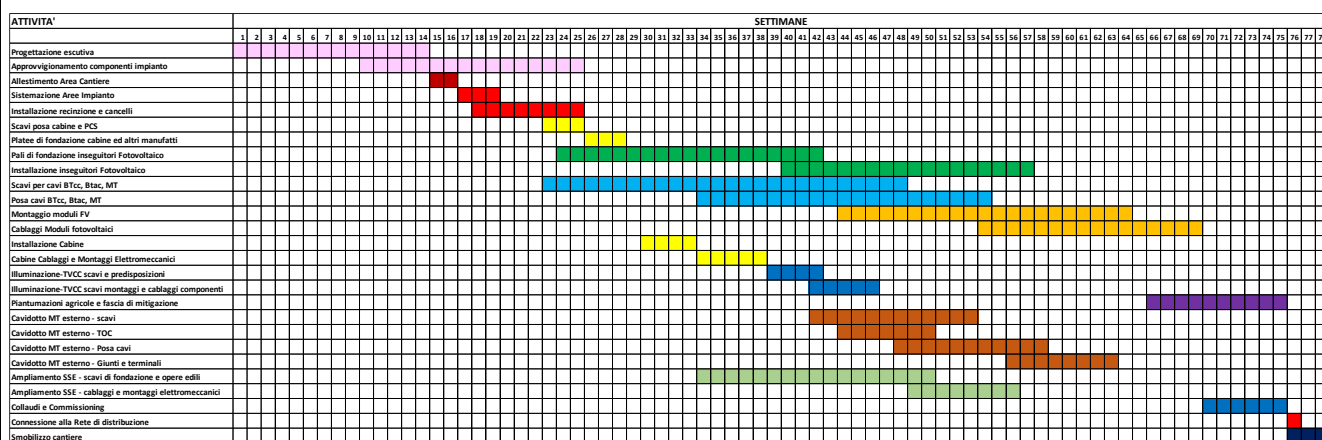 ATTIVITA' SETTIMANE
1 2 3 4 5 6 7 8 9 10 11 12 13 14 15 16 17 18 19 20 21 22 23 24 25 26 27 28 29 30 31 32 33 34 35 36 37 38 39 40 41 42 43 44 45 46 47 48 49 50 51 52 53 54 55 56 57 58 59 60 61 62 63 64 65 66 67 68 69 70 71 72 73 74 75 76 77
Progettazione escutiva
Approvvigionamento componenti impianto
Allestimento Area Cantiere
Sistemazione Aree Impianto
Installazione recinzione e cancelli
Scavi posa cabine e PCS
Platee di fondazione cabine ed altri manufatti
Pali di fondazione inseguitori Fotovoltaico
Installazione inseguitori Fotovoltaico
Scavi per cavi BTcc, Btac, MT
Posa cavi BTcc, Btac, MT
Montaggio moduli FV
Cablaggi Moduli fotovoltaici
Installazione Cabine
Cabine Cablaggi e Montaggi Elettromeccanici
Illuminazione-TVCC scavi e predisposizioni
Illuminazione-TVCC scavi montaggi e cablaggi componenti
Piantumazioni agricole e fascia di mitigazione
Cavidotto MT esterno - scavi
Cavidotto MT esterno - TOC
Cavidotto MT esterno - Posa cavi
Cavidotto MT esterno - Giunti e terminali
Ampliamento SSE - scavi di fondazione e opere edili
Ampliamento SSE - cablaggi e montaggi elettromeccanici
Collaudi e Commissioning
Connessione alla Rete di distribuzione
Smobilizzo cantiere